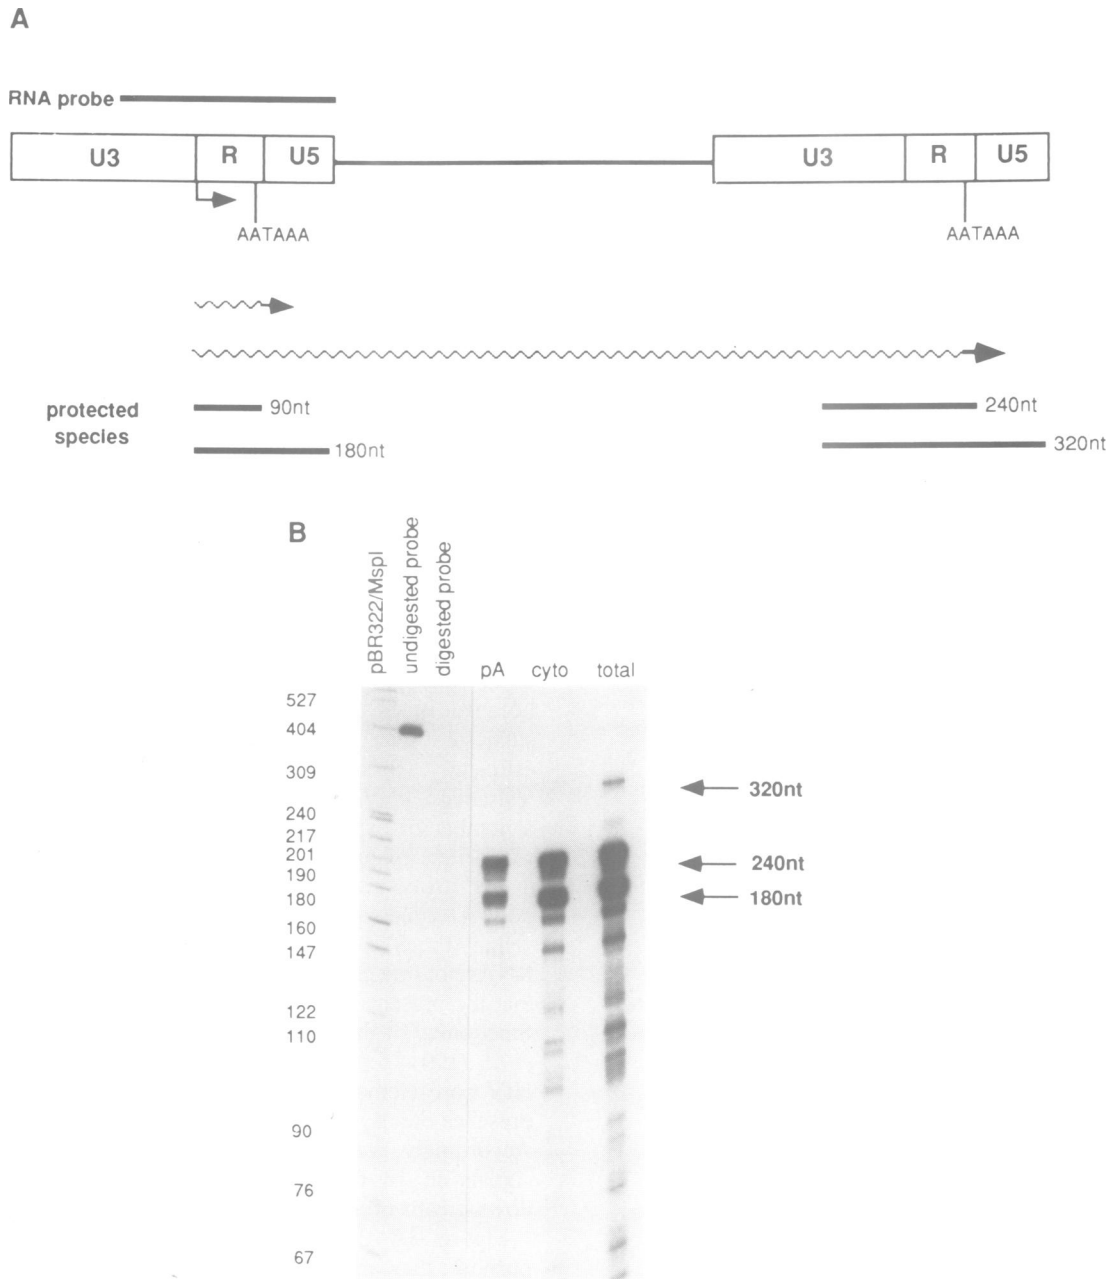 A
RNA probe
U3 R U5 U3 R U5
AATAAA AATAAA
protected
species
90nt 240nt
180nt 320nt
B
pBR322/MspI
undigested probe
digested probe
pA cyto total
527
404
309
240
217
201
190
180
160
147
122
110
90
76
67
320nt
240nt
180nt